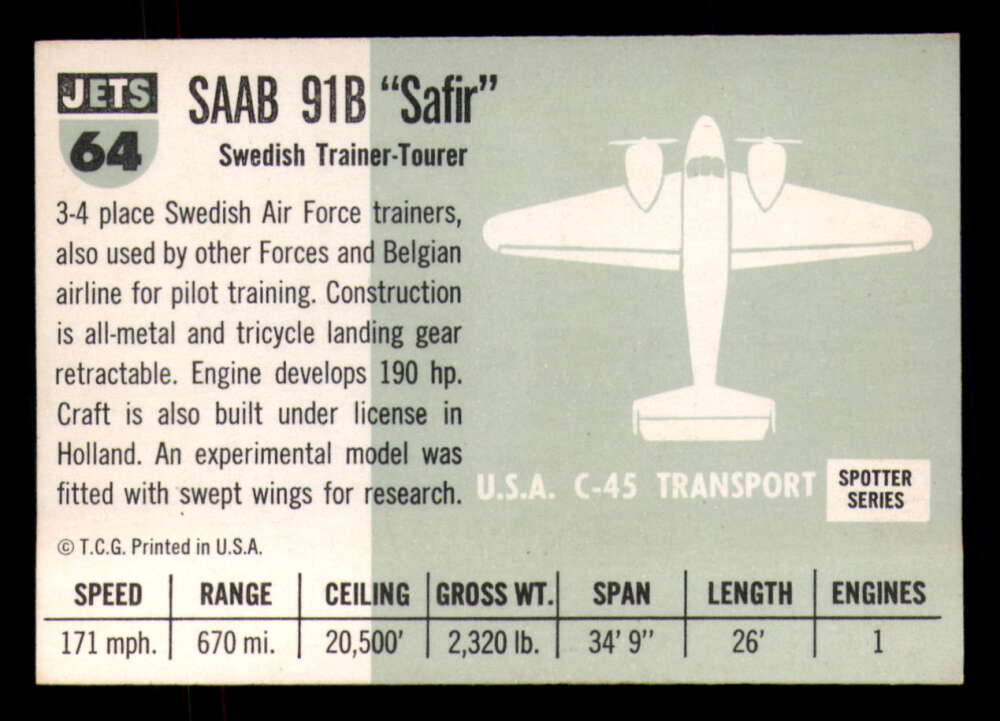 JETS
64
SAAB 91B "Safir"
Swedish Trainer-Tourer
3-4 place Swedish Air Force trainers,
also used by other Forces and Belgian
airline for pilot training. Construction
is all-metal and tricycle landing gear
retractable. Engine develops 190 hp.
Craft is also built under license in
Holland. An experimental model was
fitted with swept wings for research.
© T.C.G. Printed in U.S.A.
U.S.A. C-45 TRANSPORT
SPOTTER
SERIES
SPEED RANGE CEILING GROSS WT. SPAN LENGTH ENGINES
171 mph. 670 mi. 20,500' 2,320 lb. 34' 9" 26' 1